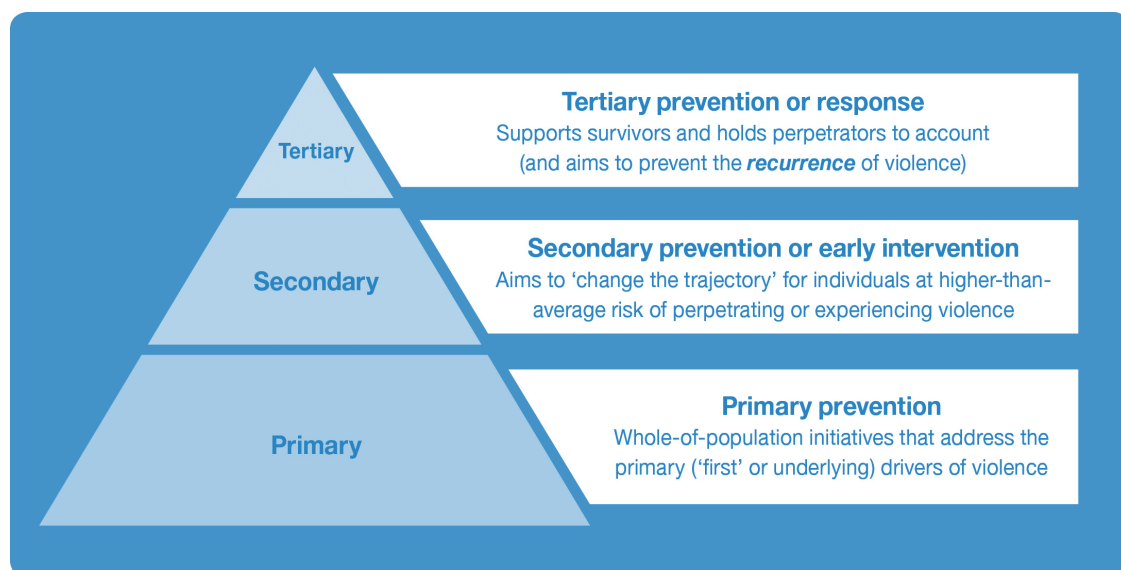 Tertiary
Tertiary prevention or response
Supports survivors and holds perpetrators to account
(and aims to prevent the recurrence of violence)
Secondary
Secondary prevention or early intervention
Aims to ‘change the trajectory’ for individuals at higher-than-
average risk of perpetrating or experiencing violence
Primary
Primary prevention
Whole-of-population initiatives that address the
primary (‘first’ or underlying) drivers of violence